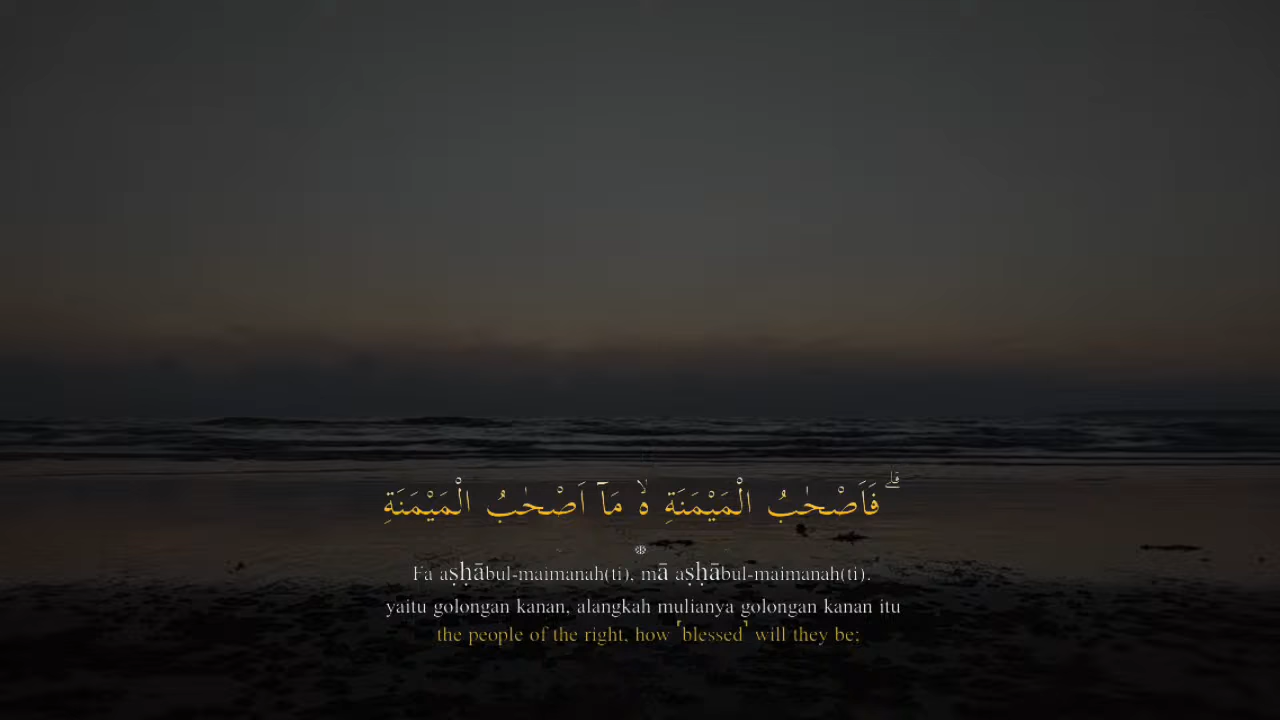 فَاَصْحٰبُ الْمَيْمَنَةِ ەۙ مَآ اَصْحٰبُ الْمَيْمَنَةِ ۗ
Fa aṣḥābul-maimanah(ti), mā aṣḥābul-maimanah(ti).
yaitu golongan kanan, alangkah mulianya golongan kanan itu
the people of the right, how ˹blessed˺ will they be;